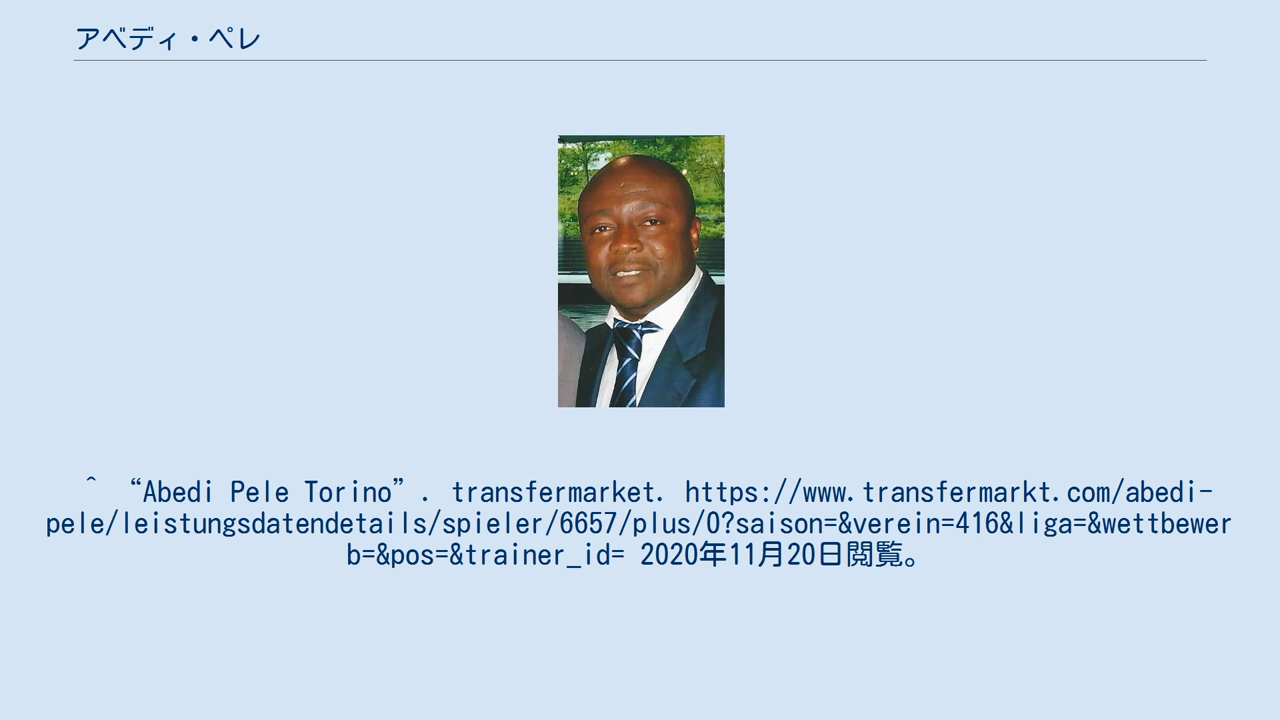 アベディ・ペレ
^ “Abedi Pele Torino”. transfermarket. https://www.transfermarkt.com/abedi-
pele/leistungsdatendetails/spieler/6657/plus/0?saison=&verein=416&liga=&wettbewer
b=&pos=&trainer_id= 2020年11月20日閲覧。